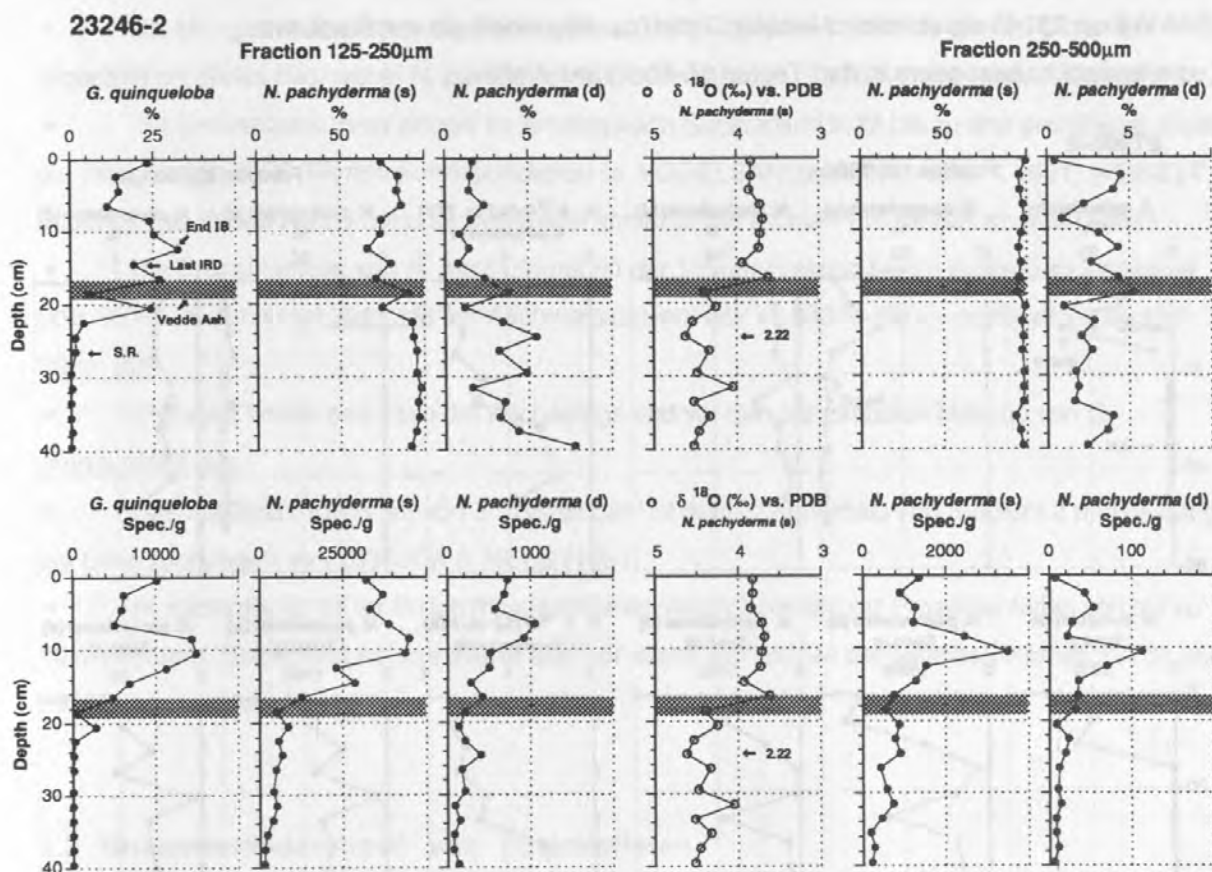 23246-2
Fraction 125-250µm
Fraction 250-500µm
G. quinqueloba
%
0 25
N. pachyderma (s)
%
0 50
N. pachyderma (d)
%
0 5
o δ 18O (‰) vs. PDB
N. pachyderma (s)
5 4 3
N. pachyderma (s)
%
0 50
N. pachyderma (d)
%
0 5
Depth (cm)
0
10
20
30
40
End 1B
Last IRD
Vedde Ash
S.R.
2.22
G. quinqueloba
Spec./g
0 10000
N. pachyderma (s)
Spec./g
0 25000
N. pachyderma (d)
Spec./g
0 1000
o δ 18O (‰) vs. PDB
N. pachyderma (s)
5 4 3
N. pachyderma (s)
Spec./g
0 2000
N. pachyderma (d)
Spec./g
0 100
Depth (cm)
0
10
20
30
40
2.22